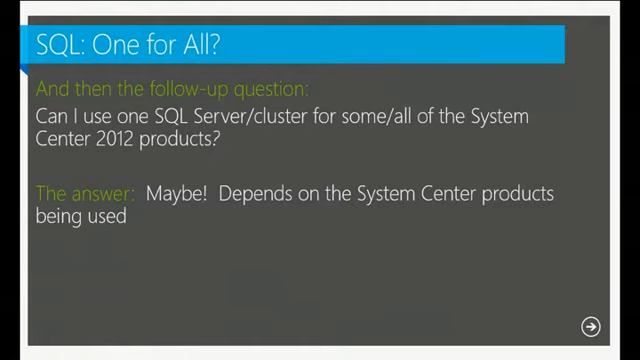 SQL: One for All?
And then the follow-up question:
Can I use one SQL Server/cluster for some/all of the System
Center 2012 products?
The answer:  Maybe!  Depends on the System Center products
being used